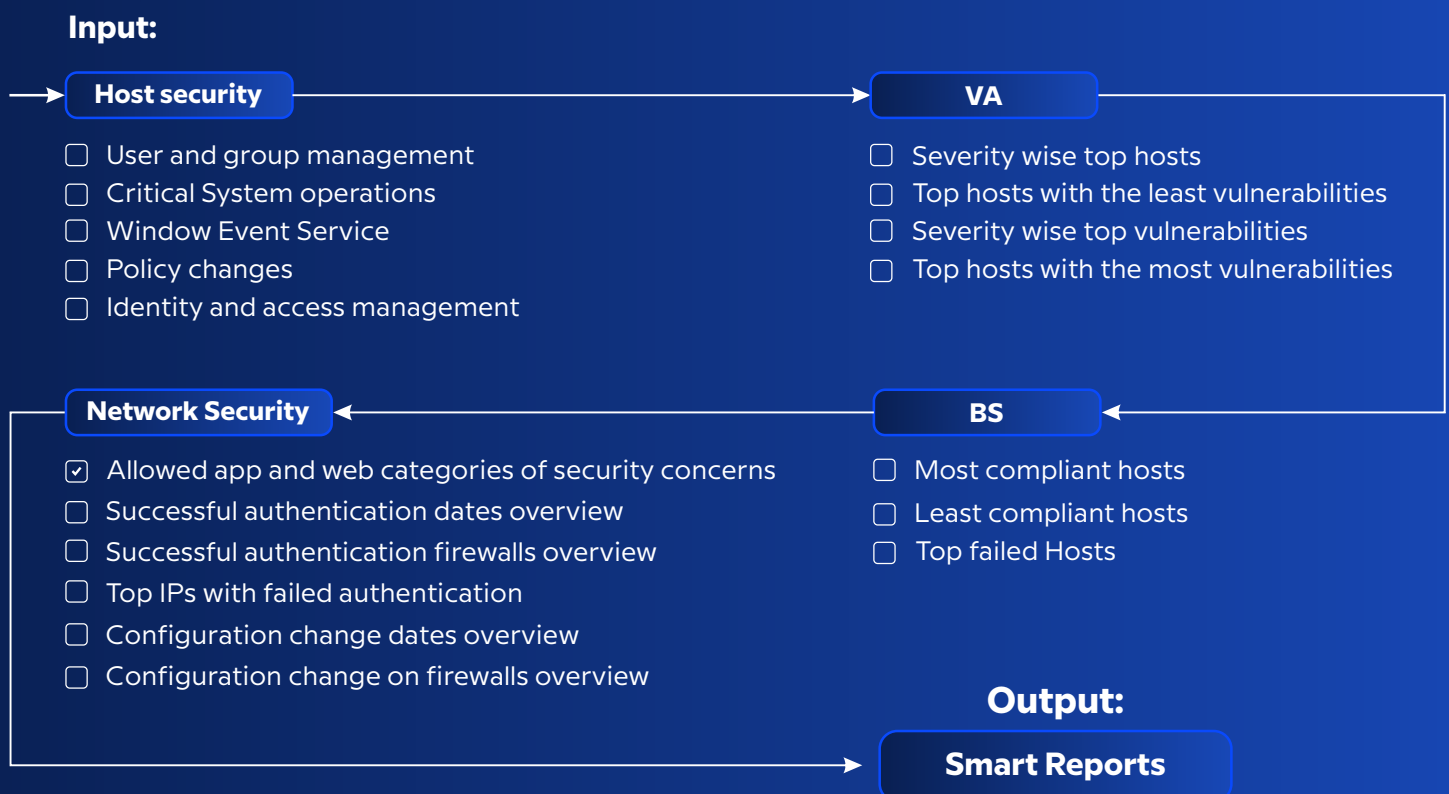 Input:
Host security
User and group management
Critical System operations
Window Event Service
Policy changes
Identity and access management
VA
Severity wise top hosts
Top hosts with the least vulnerabilities
Severity wise top vulnerabilities
Top hosts with the most vulnerabilities
Network Security
Allowed app and web categories of security concerns
Successful authentication dates overview
Successful authentication firewalls overview
Top IPs with failed authentication
Configuration change dates overview
Configuration change on firewalls overview
BS
Most compliant hosts
Least compliant hosts
Top failed Hosts
Output:
Smart Reports